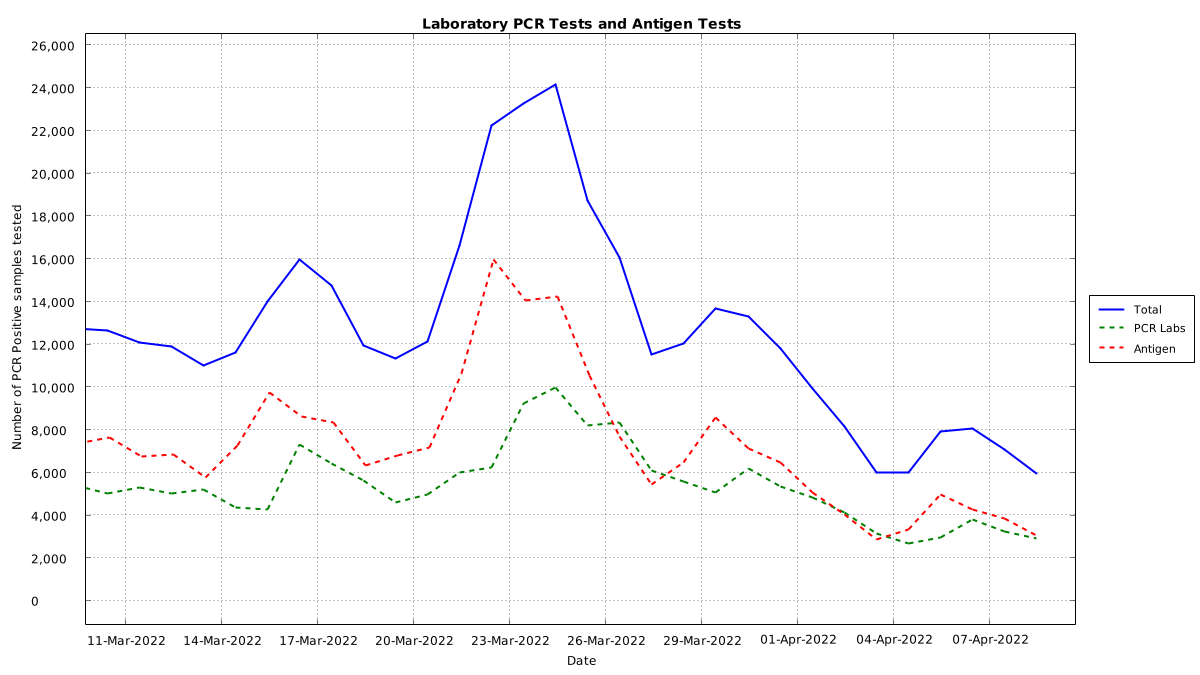 Laboratory PCR Tests and Antigen Tests
26,000
24,000
22,000
20,000
18,000
16,000
14,000
12,000
10,000
8,000
6,000
4,000
2,000
0
Number of PCR Positive samples tested
11-Mar-2022 14-Mar-2022 17-Mar-2022 20-Mar-2022 23-Mar-2022 26-Mar-2022 29-Mar-2022 01-Apr-2022 04-Apr-2022 07-Apr-2022
Date
Total
PCR Labs
Antigen